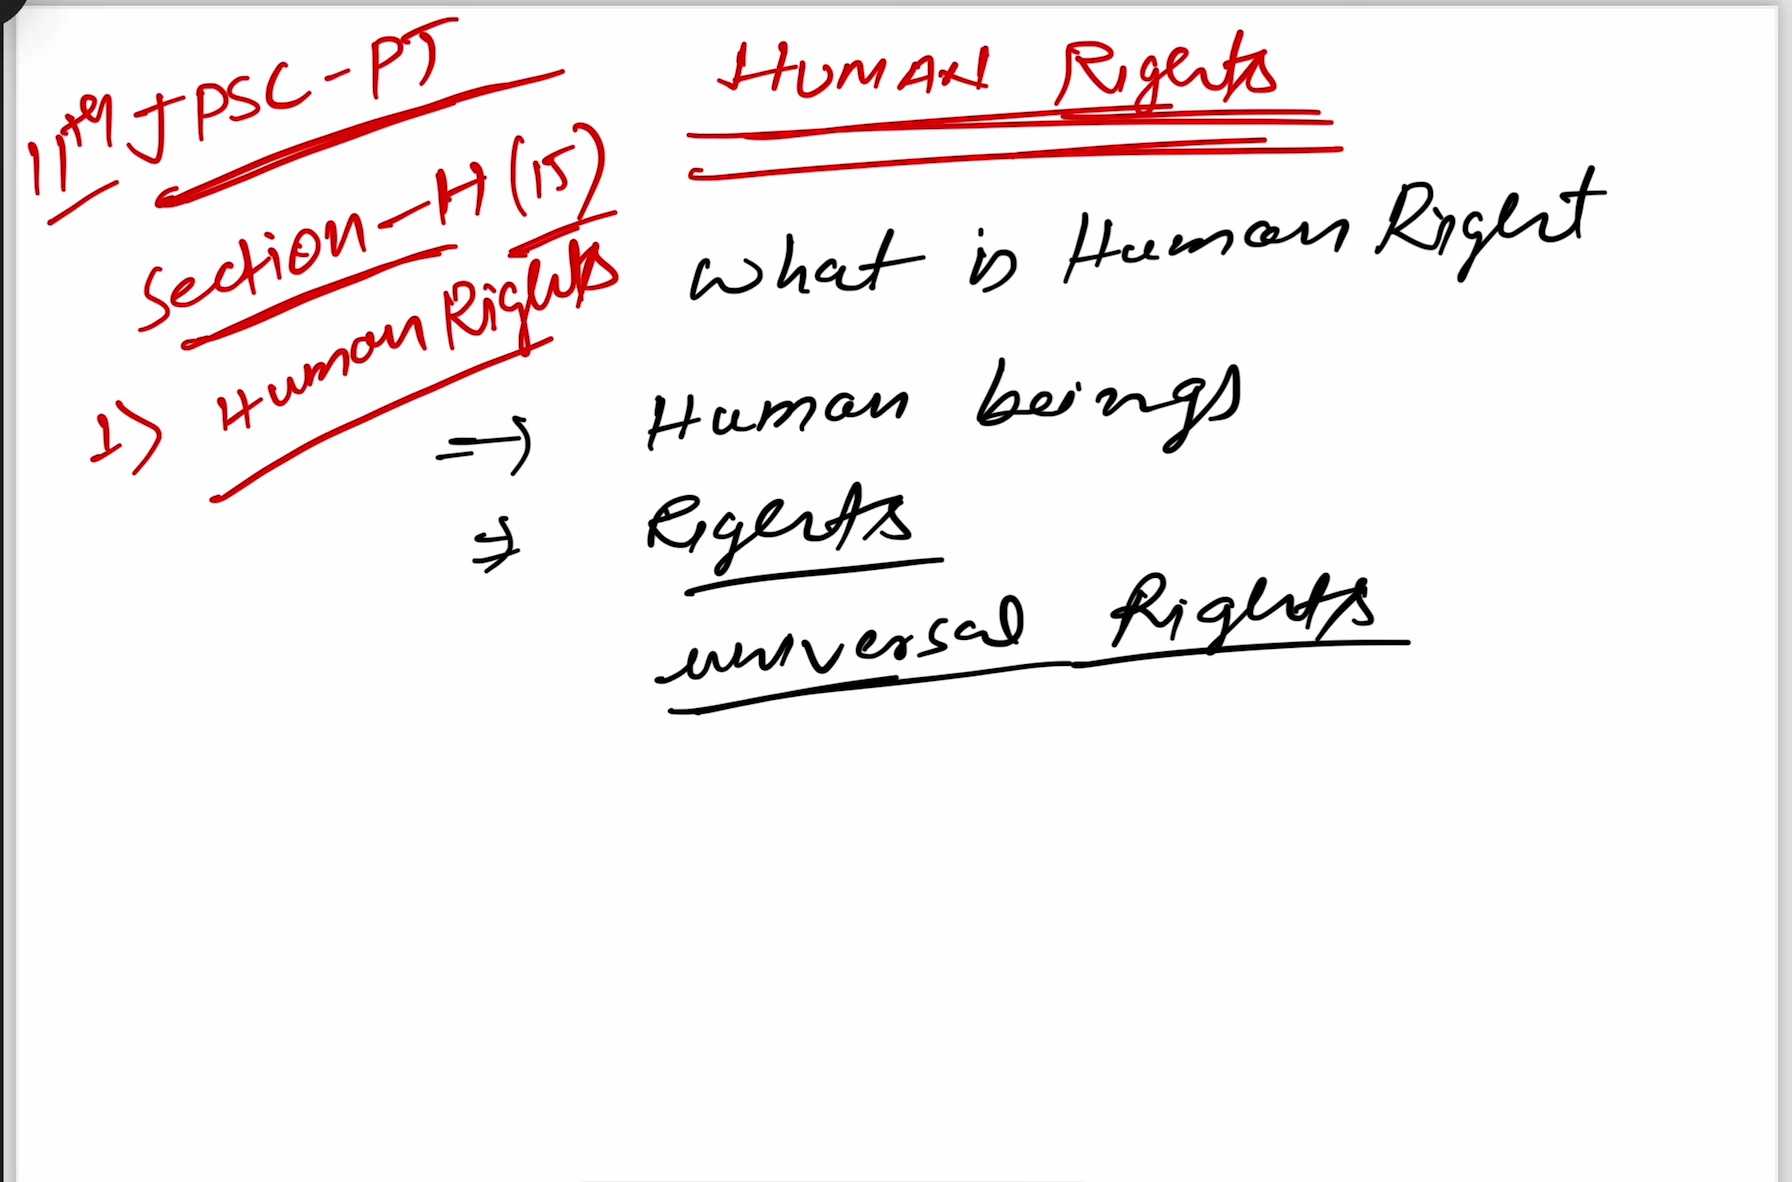 11th JPSC-PT
Section-H (15)
1) Human Rights
HUMAN Rights
What is Human Right
=> Human beings
=> Rights
universal Rights